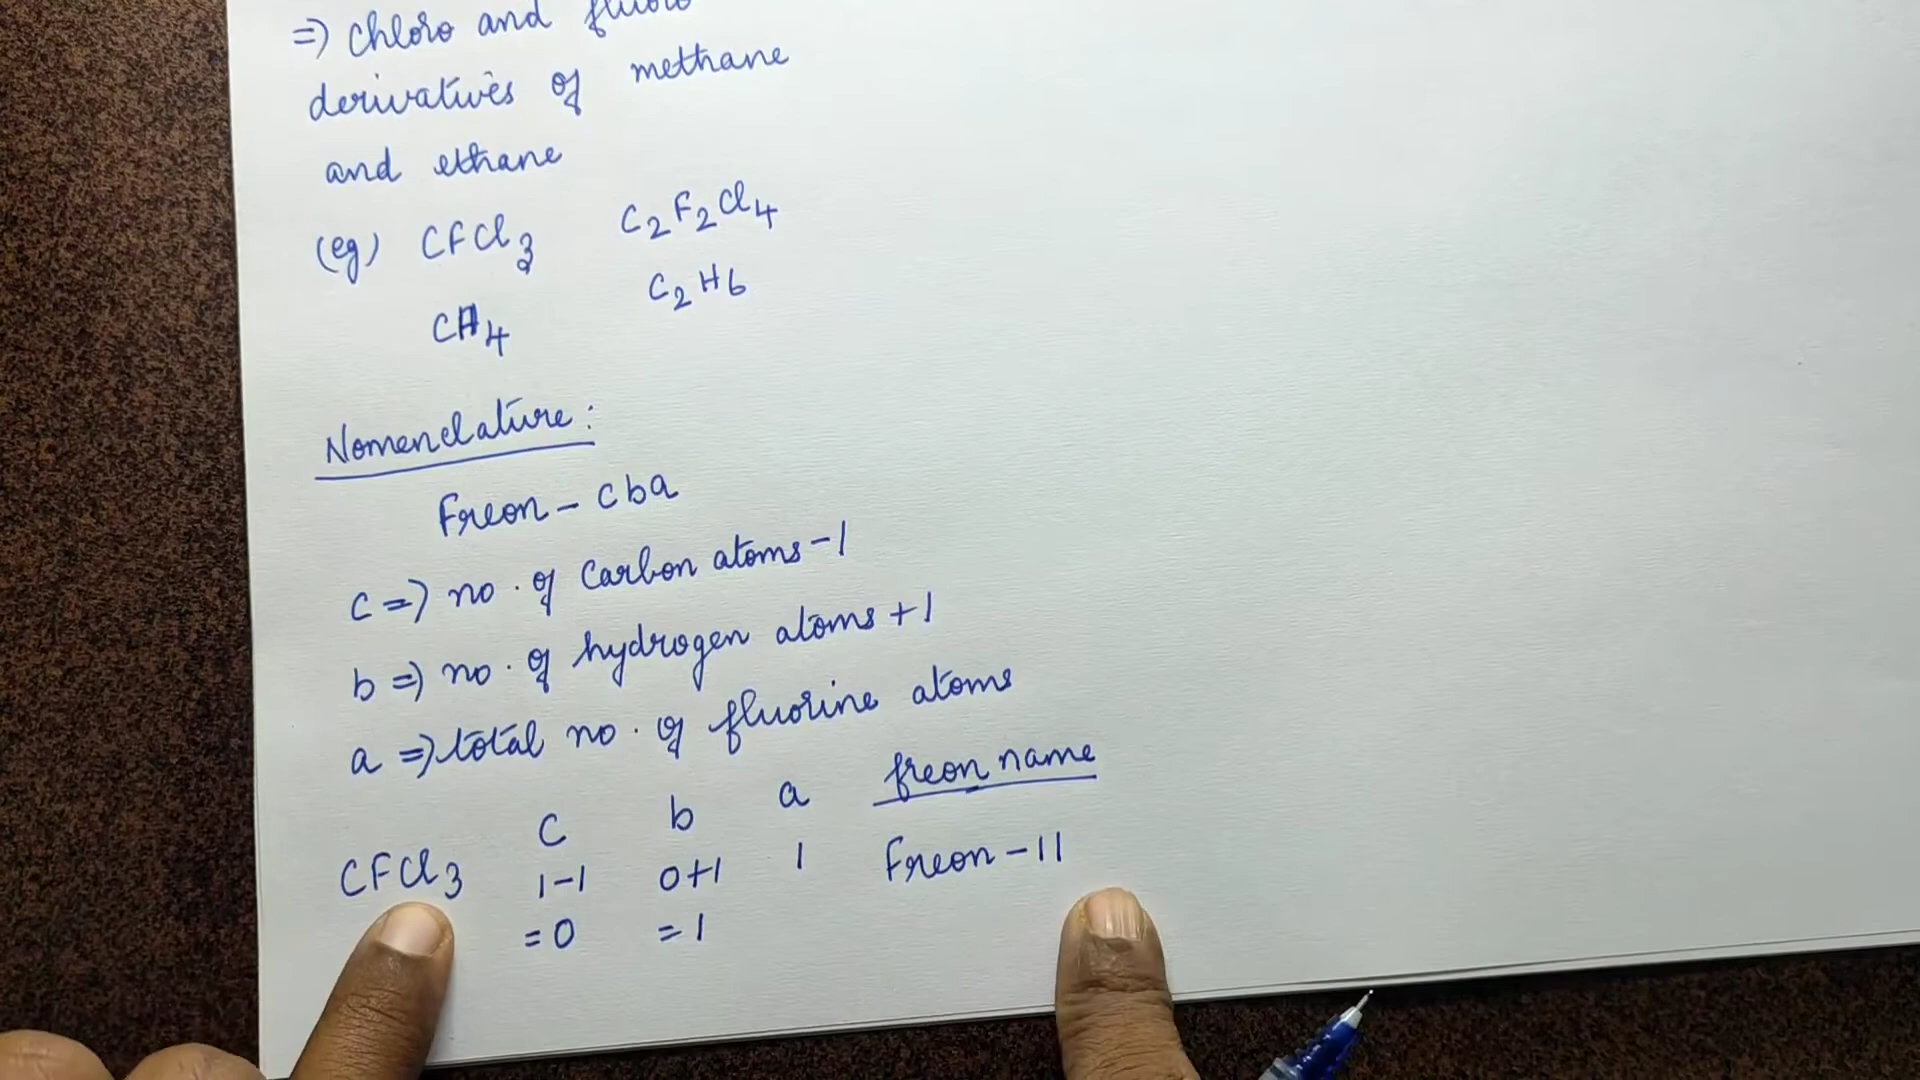 => chloro and fluoro
derivatives of methane
and ethane
(eg) CFCl3 C2F2Cl4
CH4 C2H6
Nomenclature:
Freon - cba
c => no. of carbon atoms - 1
b => no. of hydrogen atoms + 1
a => total no. of fluorine atoms
c b a freon name
CFCl3 1-1 0+1 1 Freon - 11
=0 =1